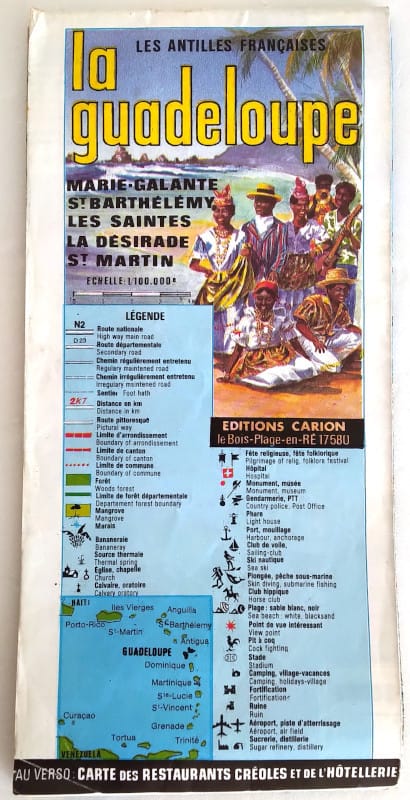 LES ANTILLES FRANÇAISES
la
guadeloupe
MARIE-GALANTE
ST BARTHÉLÉMY
LES SAINTES
LA DÉSIRADE
ST MARTIN
ECHELLE: 1/100.000e
LÉGENDE
N2
Route nationale
High way main road
D 23
Route départementale
Secondary road
Chemin régulièrement entretenu
Regulary maintened road
Chemin irrégulièrement entretenu
Irregulary maintened road
Sentier Foot hath
2K7 Distance en km
Distance in km
Route pittoresque
Pictural way
Limite d'arrondissement
Boundary of arrondissement
Limite de canton
Boundary of canton
Limite de commune
Boundary of commune
Forêt
Woods forest
Limite de forêt départementale
Departement forest boundary
Mangrove
Mangrove
Marais
Bananeraie
Bananeray
Source thermale
Thermal spring
Église, chapelle
Church
Calvaire, oratoire
Calvary oratory
EDITIONS CARION
le Bois-Plage-en-RÉ 17580
Fête religieuse, fête folklorique
Pilgrimage of relig, folklora festival
Hôpital
Hospital
Monument, musée
Monument, museum
Gendarmerie, PTT
Country police, Post Office
Phare
Light house
Port, mouillage
Harbour, anchorage
Club de voile,
Sailing-club
Ski nautique
Sea ski
Plongée, pêche sous-marine
Skin diving, submarine fishing
Club hippique
Horse club
Plage: sable blanc, noir
Sea beach: white, blacksand
Point de vue intéressant
View point
Pit à coq
Cock fighting
Stade
Stadium
Camping, village-vacances
Camping, holidays-village
Fortification
Fortification
Ruine
Ruin
Aéroport, piste d'atterrissage
Aéroport, air field
Sucrerie, distillerie
Sugar refinery, distillery
HAITI
Iles Vierges
Anguilla
Porto-Rico
St-Barthélemy
St-Martin
Antigua
GUADELOUPE
Dominique
Martinique
Ste-Lucie
St-Vincent
Curaçao
Grenade
Tortua
Trinité
VENEZUELA
AU VERSO: CARTE DES RESTAURANTS CRÉOLES ET DE L'HÔTELLERIE